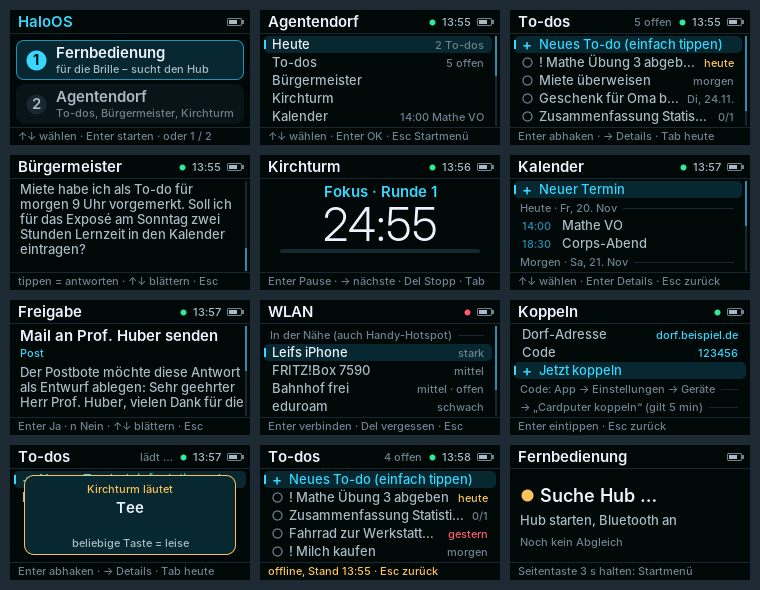 HaloOS
1 Fernbedienung
für die Brille – sucht den Hub
2 Agentendorf
To-dos, Bürgermeister, Kirchturm
↑↓ wählen · Enter starten · oder 1 / 2
Agentendorf 13:55
Heute 2 To-dos
To-dos 5 offen
Bürgermeister
Kirchturm
Kalender 14:00 Mathe VO
↑↓ wählen · Enter OK · Esc Startmenü
To-dos 5 offen 13:55
+ Neues To-do (einfach tippen)
! Mathe Übung 3 abgeb... heute
Miete überweisen morgen
Geschenk für Oma b... Di, 24.11.
Zusammenfassung Statis... 0/1
Enter abhaken · → Details · Tab heute
Bürgermeister 13:55
Miete habe ich als To-do für
morgen 9 Uhr vorgemerkt. Soll ich
für das Exposé am Sonntag zwei
Stunden Lernzeit in den Kalender
eintragen?
tippen = antworten · ↑↓ blättern · Esc
Kirchturm 13:56
Fokus · Runde 1
24:55
Enter Pause · → nächste · Del Stopp · Tab
Kalender 13:57
+ Neuer Termin
Heute · Fr, 20. Nov
14:00 Mathe VO
18:30 Corps-Abend
Morgen · Sa, 21. Nov
↑↓ wählen · Enter Details · Esc zurück
Freigabe 13:57
Mail an Prof. Huber senden
Post
Der Postbote möchte diese Antwort
als Entwurf ablegen: Sehr geehrter
Herr Prof. Huber, vielen Dank für die
Enter Ja · n Nein · ↑↓ blättern · Esc
WLAN
In der Nähe (auch Handy-Hotspot)
Leifs iPhone stark
FRITZ!Box 7590 mittel
Bahnhof frei mittel · offen
eduroam schwach
Enter verbinden · Del vergessen · Esc
Koppeln
Dorf-Adresse dorf.beispiel.de
Code 123456
+ Jetzt koppeln
Code: App → Einstellungen → Geräte
→ „Cardputer koppeln“ (gilt 5 min)
Enter eintippen · Esc zurück
To-dos lädt ... 13:57
Kirchturm läutet
Tee
beliebige Taste = leise
Enter abhaken · → Details · Tab heute
To-dos 4 offen 13:58
+ Neues To-do (einfach tippen)
! Mathe Übung 3 abgeben heute
Zusammenfassung Statisti... 0/1
Fahrrad zur Werkstatt... gestern
! Milch kaufen morgen
offline, Stand 13:55 · Esc zurück
Fernbedienung
Suche Hub ...
Hub starten, Bluetooth an
Noch kein Abgleich
Seitentaste 3 s halten: Startmenü